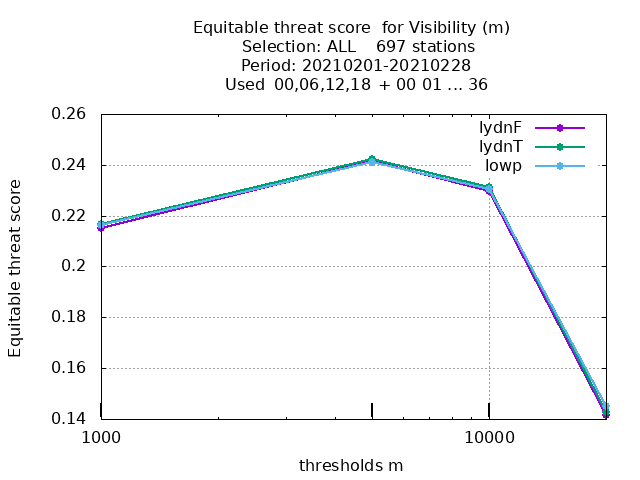 Equitable threat score  for Visibility (m)
Selection: ALL    697 stations
Period: 20210201-20210228
Used  00,06,12,18  + 00 01 ... 36
lydnF
lydnT
lowp
0.26
0.24
0.22
0.2
0.18
0.16
0.14
Equitable threat score
1000
10000
thresholds m